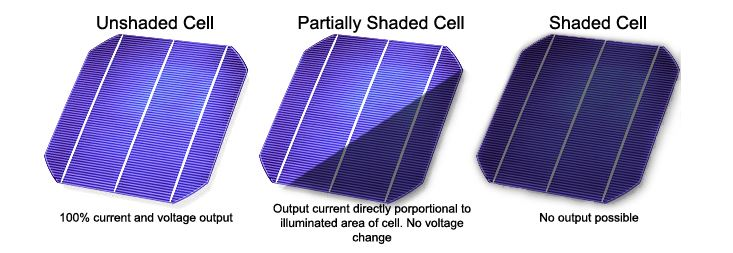 Unshaded Cell
Partially Shaded Cell
Shaded Cell
100% current and voltage output
Output current directly porportional to
illuminated area of cell. No voltage
change
No output possible